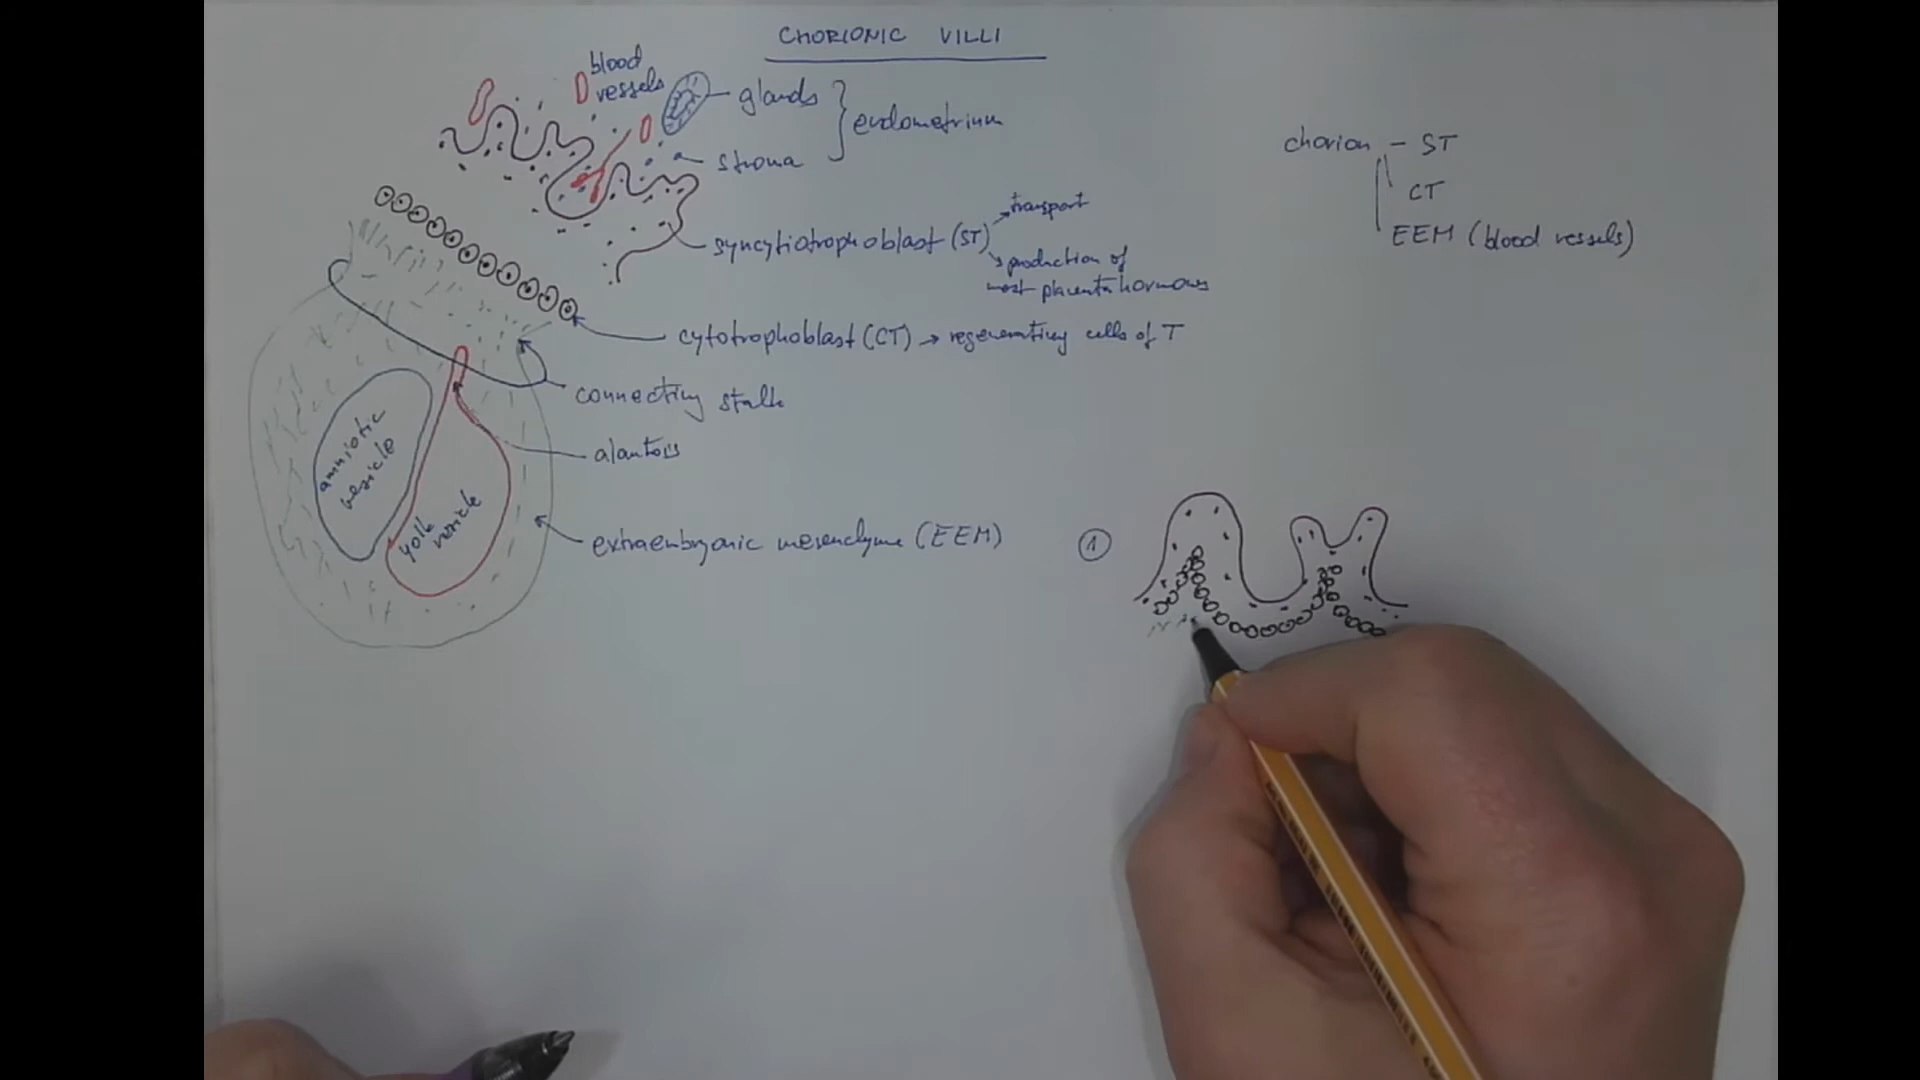 CHORIONIC VILLI
blood
vessels
glands
endometrium
stroma
chorion - ST
CT
EEM (blood vessels)
syncytiotrophoblast (ST)
transport
production of
most placenta hormones
cytotrophoblast (CT) → regenerating cells of T
connecting stalk
alantois
amniotic
vesicle
yolk
vesicle
extraembryonic mesenchyme (EEM)
1